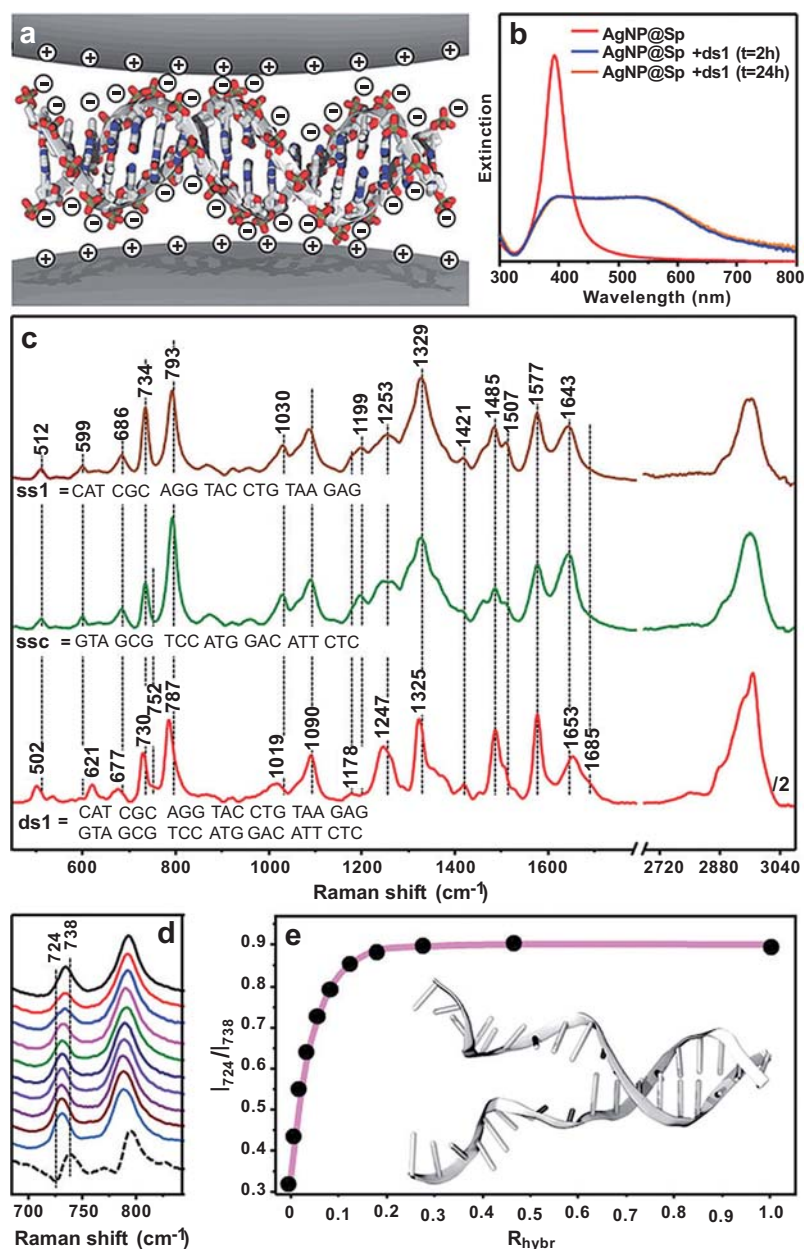 a
b
AgNP@Sp
AgNP@Sp +ds1 (t=2h)
AgNP@Sp +ds1 (t=24h)
Extinction
300 400 500 600 700 800
Wavelength (nm)
c
512 599 686 734 793 1030 1199 1253 1329 1421 1485 1507 1577 1643
ss1 = CAT CGC AGG TAC CTG TAA GAG
ssc = GTA GCG TCC ATG GAC ATT CTC
502 621 677 730 752 787 1019 1090 1178 1247 1325 1653 1685
/2
ds1 = CAT CGC AGG TAC CTG TAA GAG
GTA GCG TCC ATG GAC ATT CTC
600 800 1000 1200 1400 1600 2720 2880 3040
Raman shift (cm-1)
d
724 738
700 800
Raman shift (cm-1)
e
I724/I738
0.9
0.8
0.7
0.6
0.5
0.4
0.3
0 0.1 0.2 0.3 0.4 0.5 0.6 0.7 0.8 0.9 1.0
Rhybr